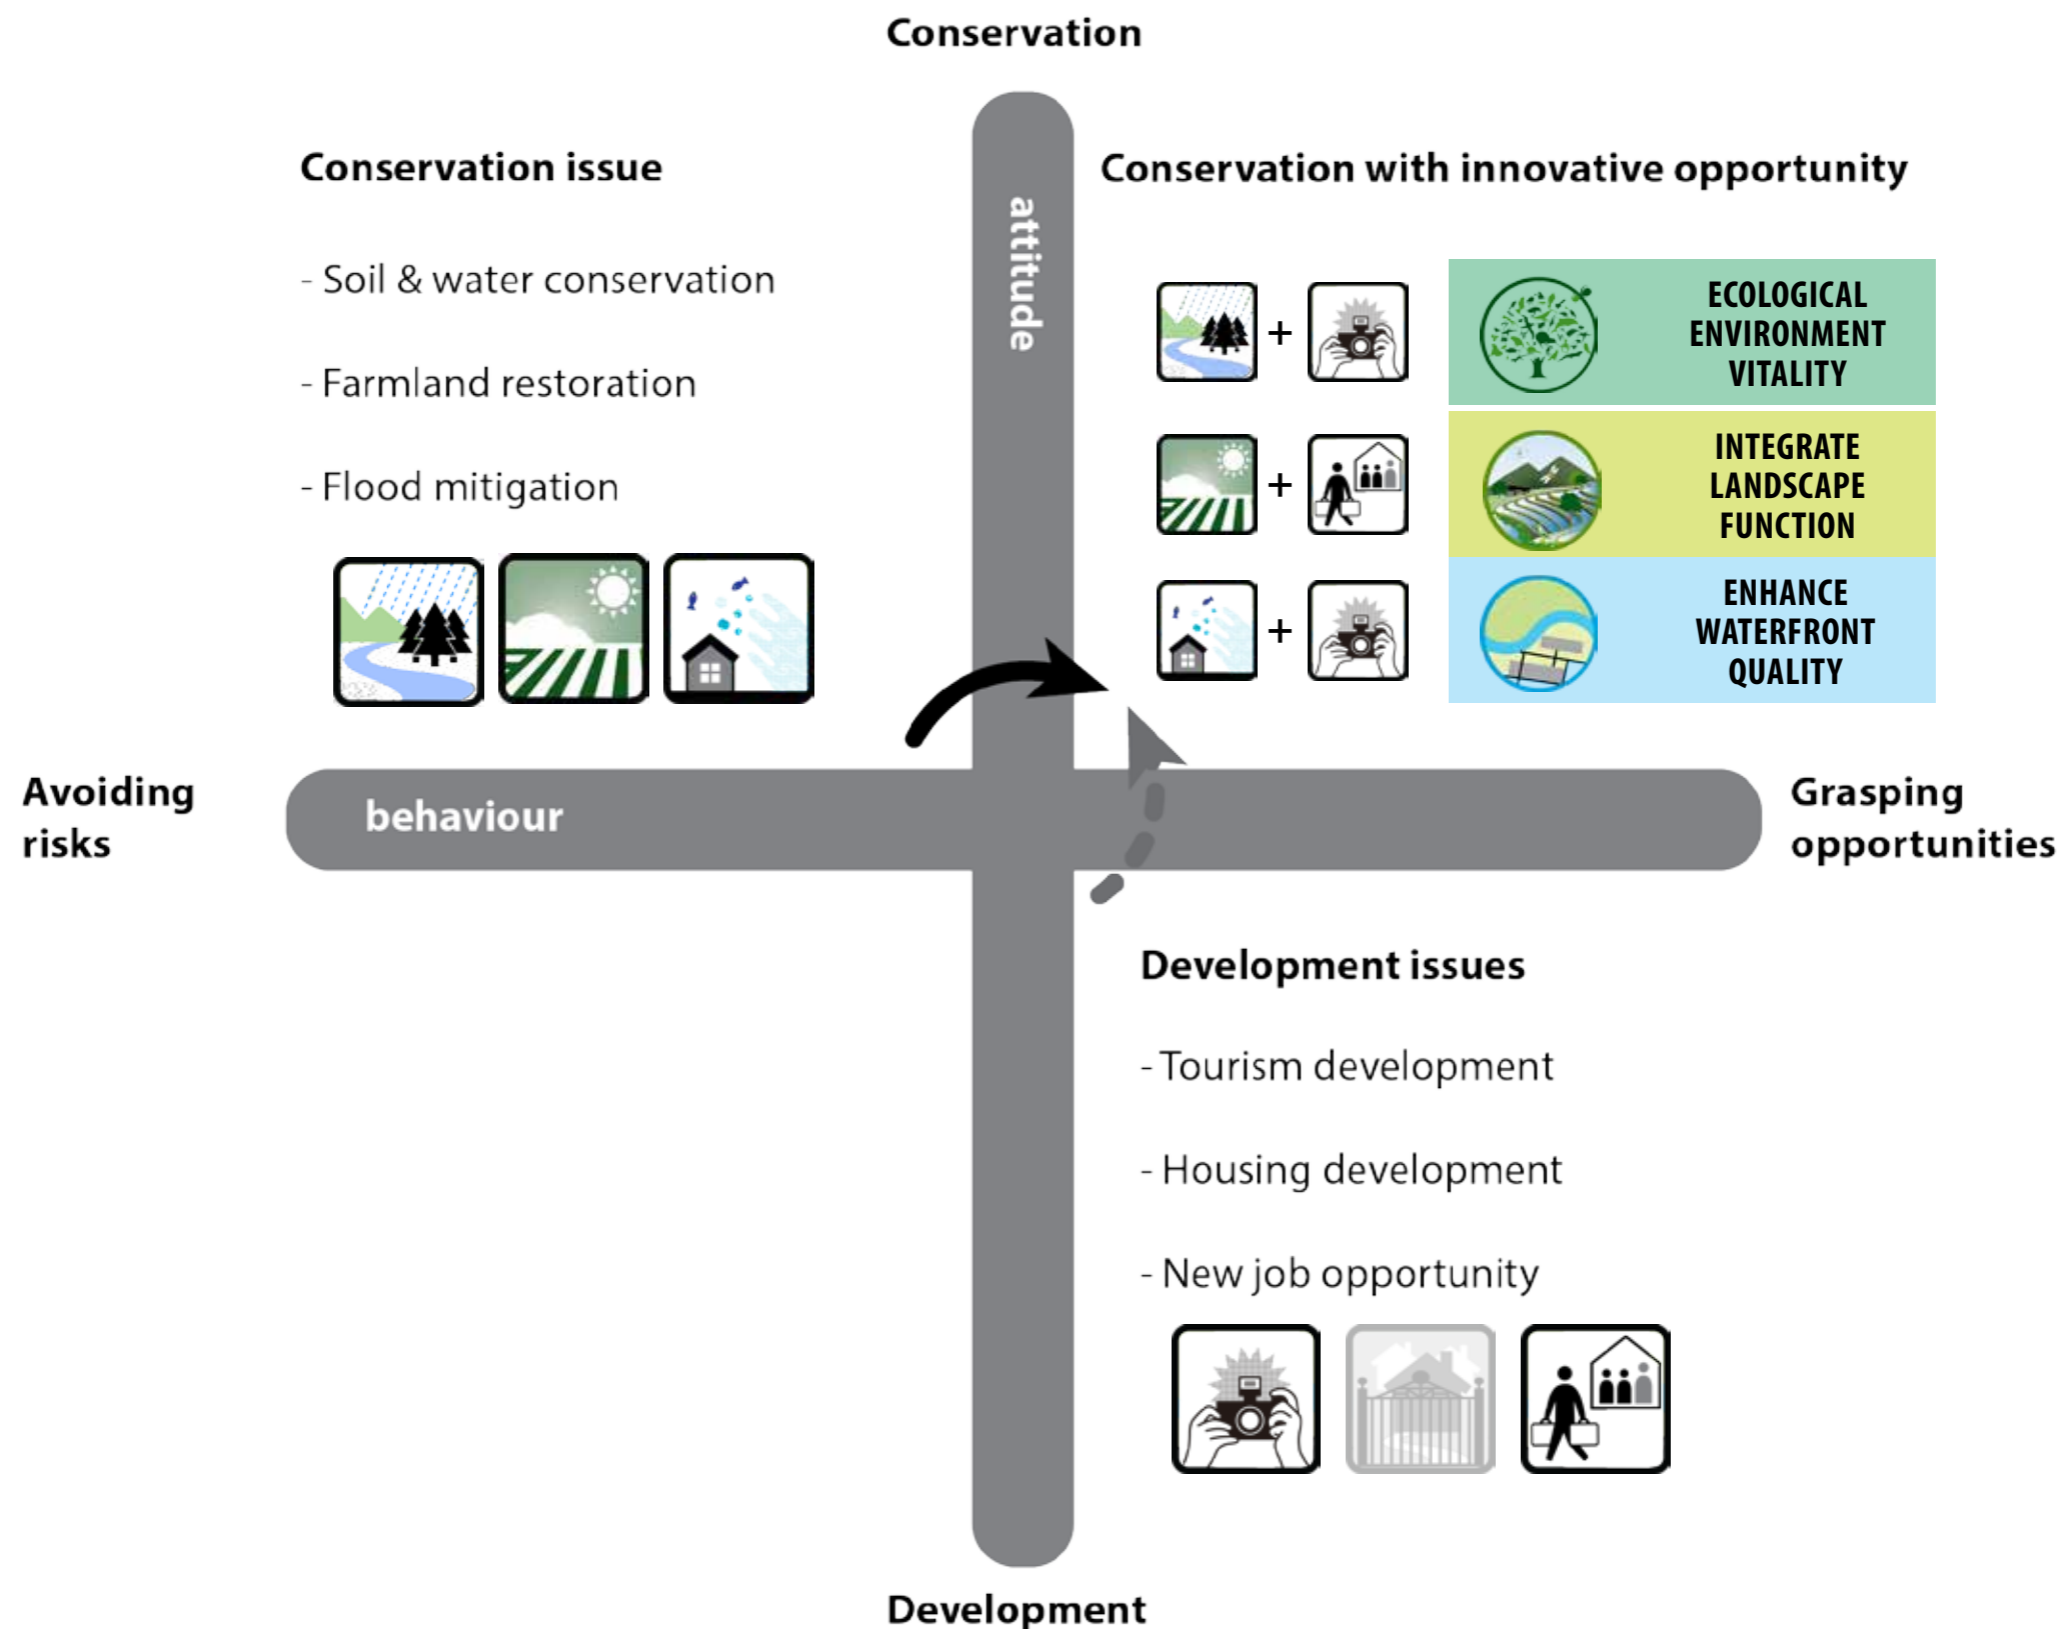 Conservation
Conservation issue
- Soil & water conservation
- Farmland restoration
- Flood mitigation
attitude
Conservation with innovative opportunity
+
ECOLOGICAL
ENVIRONMENT
VITALITY
+
INTEGRATE
LANDSCAPE
FUNCTION
+
ENHANCE
WATERFRONT
QUALITY
Avoiding
risks
behaviour
Grasping
opportunities
Development issues
- Tourism development
- Housing development
- New job opportunity
Development